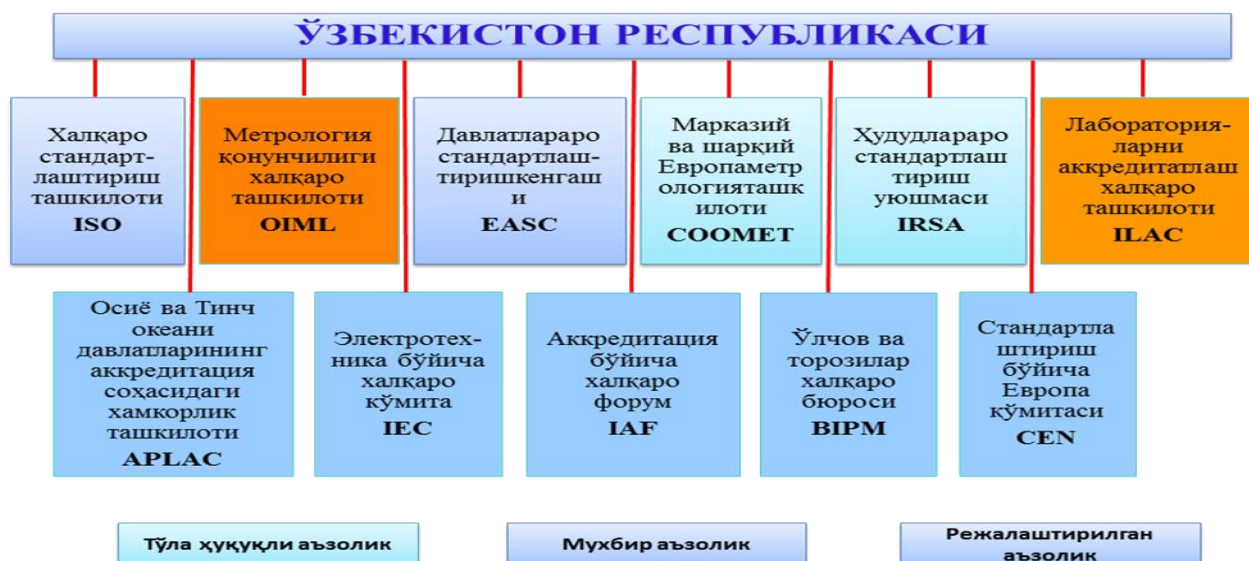 ЎЗБЕКИСТОН РЕСПУБЛИКАСИ
Халқаро
стандарт-
лаштириш
ташкилоти
ISO
Метрология
қонунчилиги
халқаро
ташкилоти
OIML
Давлатлараро
стандартлаш-
тиришкенгаш
и
EASC
Марказий
ва шарқий
Европаметр
ологияташк
илоти
COOMET
Ҳудудлараро
стандартлаш
тириш
уюшмаси
IRSA
Лаборатория-
ларни
аккредитатлаш
халқаро
ташкилоти
ILAC
Осиё ва Тинч
океани
давлатларининг
аккредитация
соҳасидаги
хамкорлик
ташкилоти
APLAC
Электротех-
ника бўйича
халқаро
кўмита
IEC
Аккредитация
бўйича
халқаро
форум
IAF
Ўлчов ва
торозилар
халқаро
бюроси
BIPM
Стандартла
штириш
бўйича
Европа
қўмитаси
CEN
Тўла ҳуқуқли аъзолик
Мухбир аъзолик
Режалаштирилган
аъзолик